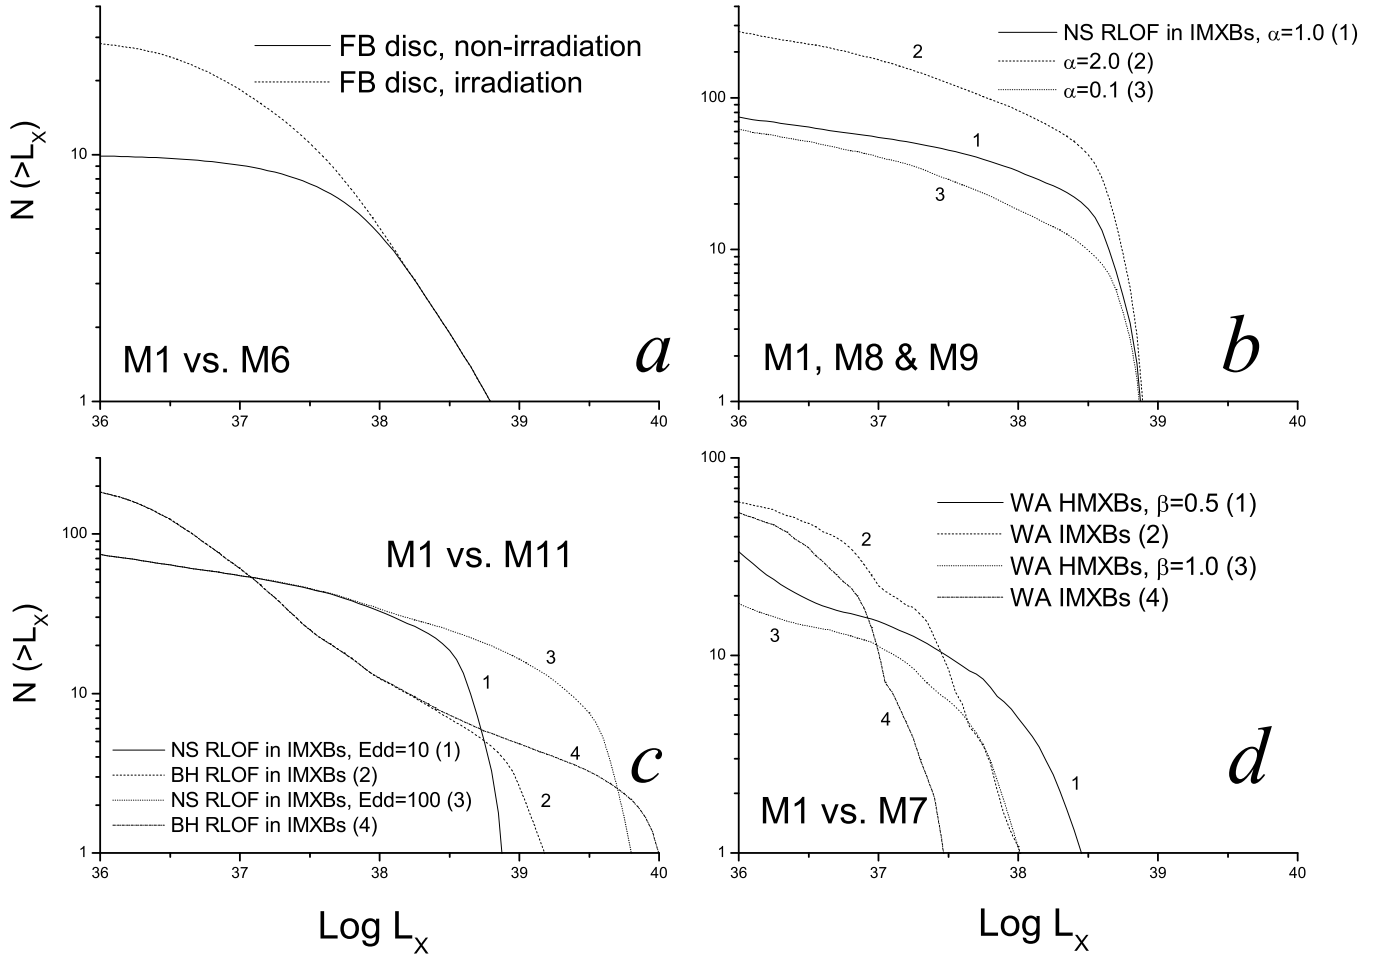 FB disc, non-irradiation
FB disc, irradiation
10
1
N (>L_X)
M1 vs. M6
a
36 37 38 39 40
NS RLOF in IMXBs, α=1.0 (1)
α=2.0 (2)
α=0.1 (3)
100
10
1
2
1
3
M1, M8 & M9
b
36 37 38 39 40
100
10
1
N (>L_X)
M1 vs. M11
3
1
4
2
NS RLOF in IMXBs, Edd=10 (1)
BH RLOF in IMXBs (2)
NS RLOF in IMXBs, Edd=100 (3)
BH RLOF in IMXBs (4)
c
36 37 38 39 40
Log L_X
100
10
1
WA HMXBs, β=0.5 (1)
WA IMXBs (2)
WA HMXBs, β=1.0 (3)
WA IMXBs (4)
2
3
4
1
M1 vs. M7
d
36 37 38 39 40
Log L_X